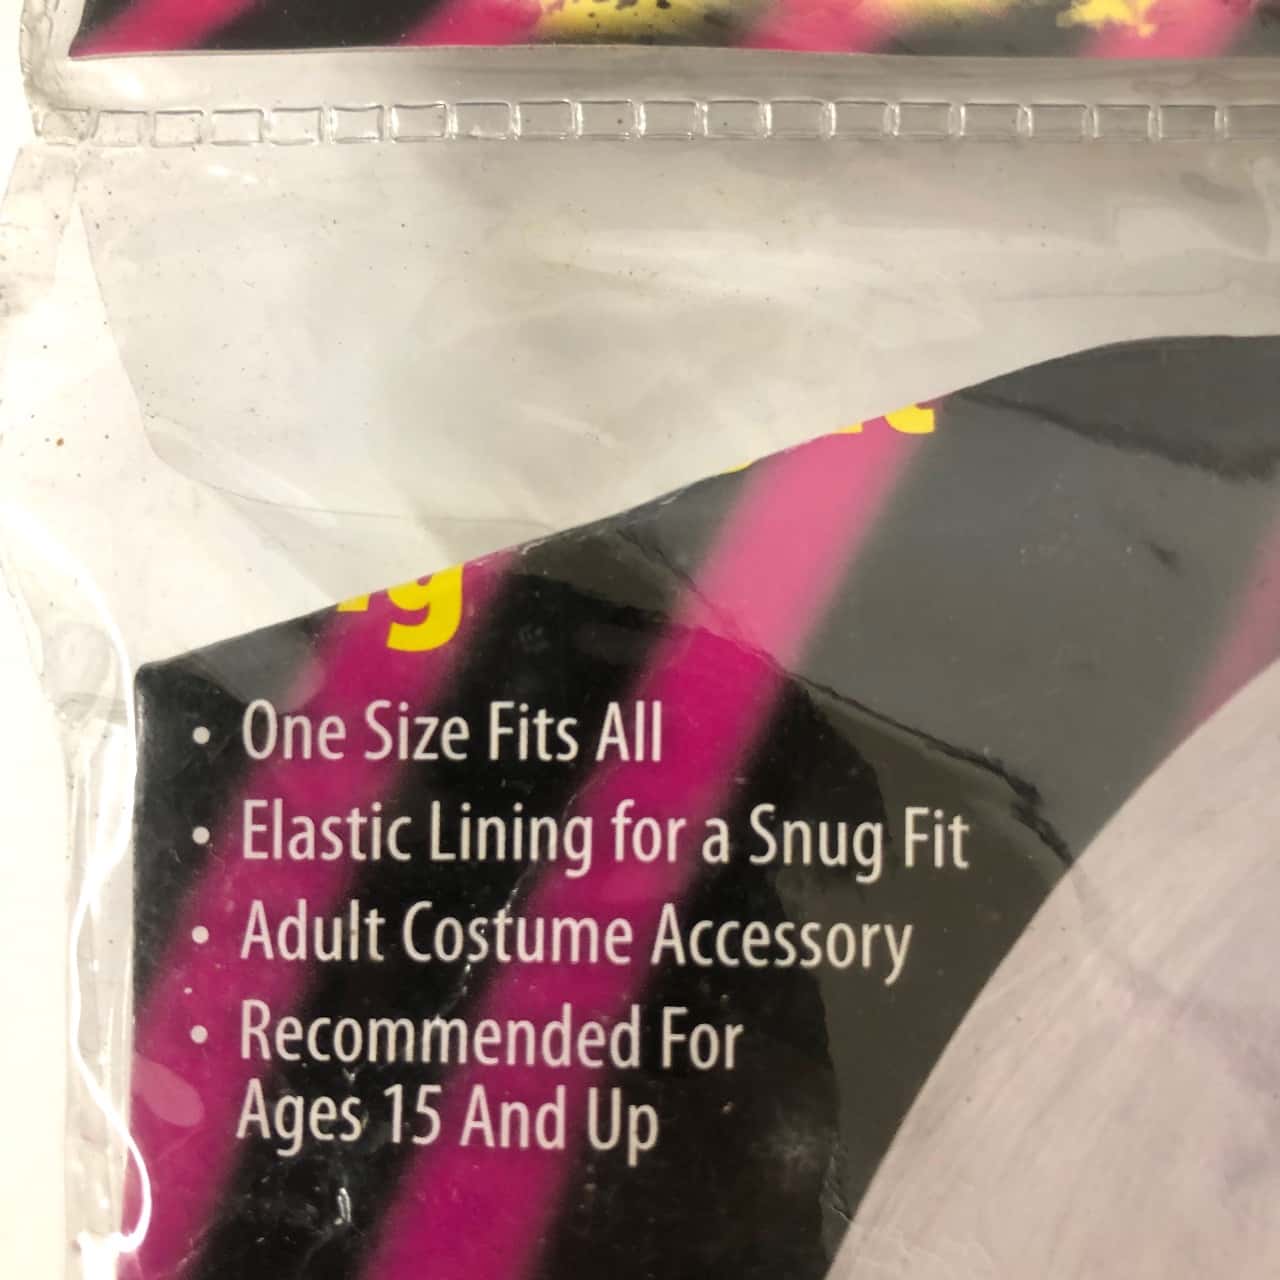 • One Size Fits All
• Elastic Lining for a Snug Fit
• Adult Costume Accessory
• Recommended For
Ages 15 And Up